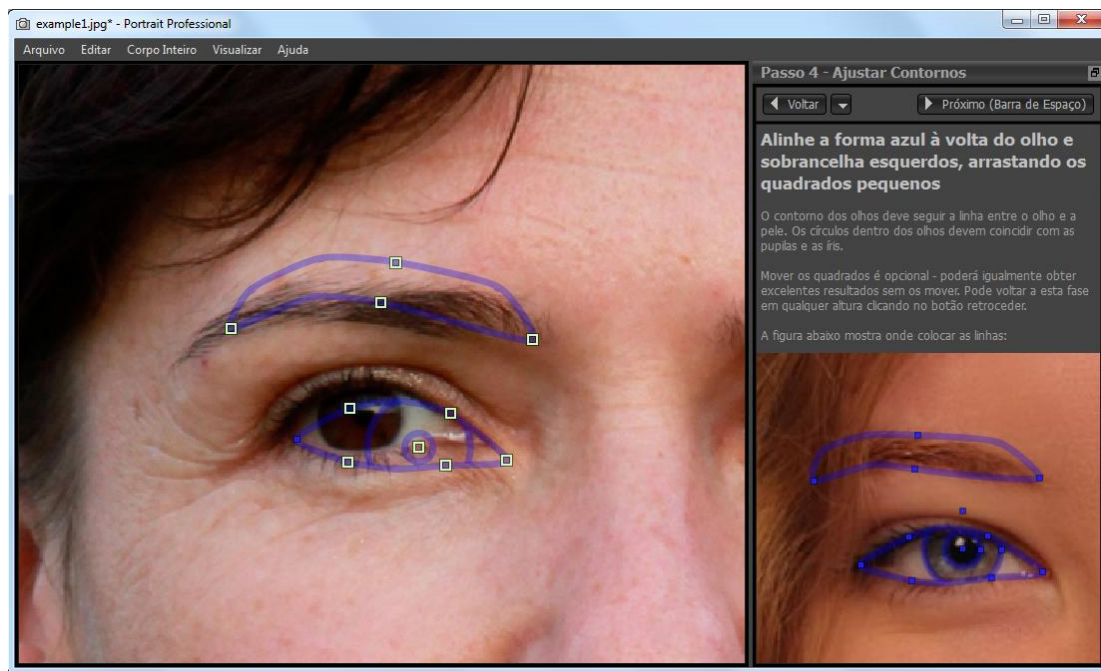 example1.jpg* - Portrait Professional
Arquivo Editar Corpo Inteiro Visualizar Ajuda
Passo 4 - Ajustar Contornos
Voltar Próximo (Barra de Espaço)
Alinhe a forma azul à volta do olho e
sobrancelha esquerdos, arrastando os
quadrados pequenos
O contorno dos olhos deve seguir a linha entre o olho e a
pele. Os círculos dentro dos olhos devem coincidir com as
pupilas e as íris.
Mover os quadrados é opcional - poderá igualmente obter
excelentes resultados sem os mover. Pode voltar a esta fase
em qualquer altura clicando no botão retroceder.
A figura abaixo mostra onde colocar as linhas: